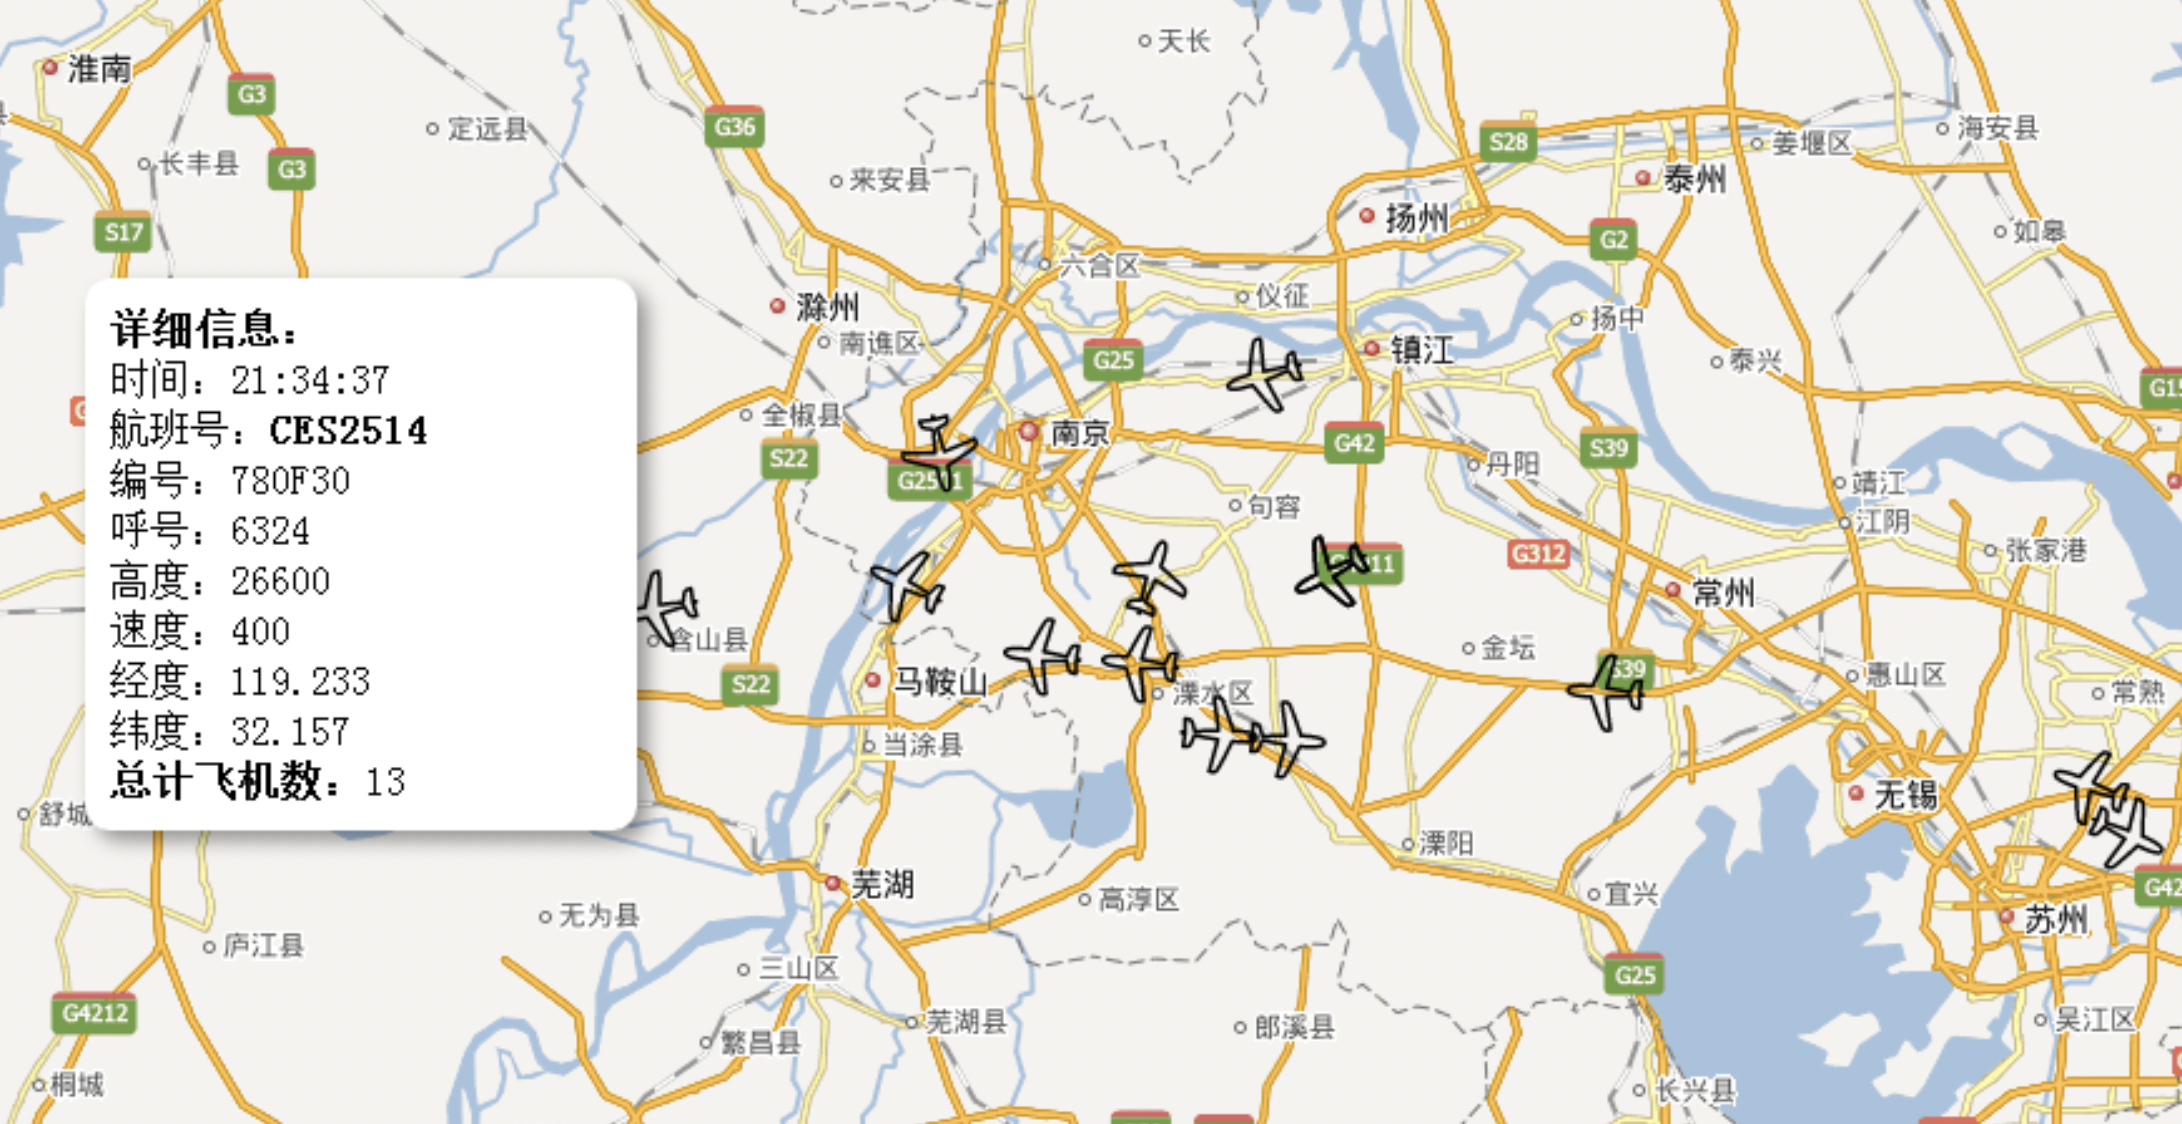 天长
淮南
G3
定远县
G36
S28
姜堰区
海安县
长丰县
G3
来安县
泰州
扬州
S17
G2
如皋
六合区
仪征
滁州
扬中
南谯区
G25
镇江
泰兴
详细信息：
时间：21:34:37
航班号：CES2514
编号：780F30
呼号：6324
高度：26600
速度：400
经度：119.233
纬度：32.157
总计飞机数：13
全椒县
南京
G42
S39
S22
丹阳
靖江
句容
江阴
G312
张家港
常州
含山县
金坛
S39
惠山区
马鞍山
S22
溧水区
常熟
当涂县
无锡
舒城
溧阳
芜湖
高淳区
宜兴
无为县
苏州
庐江县
三山区
G25
G4212
芜湖县
郎溪县
吴江区
繁昌县
桐城
长兴县